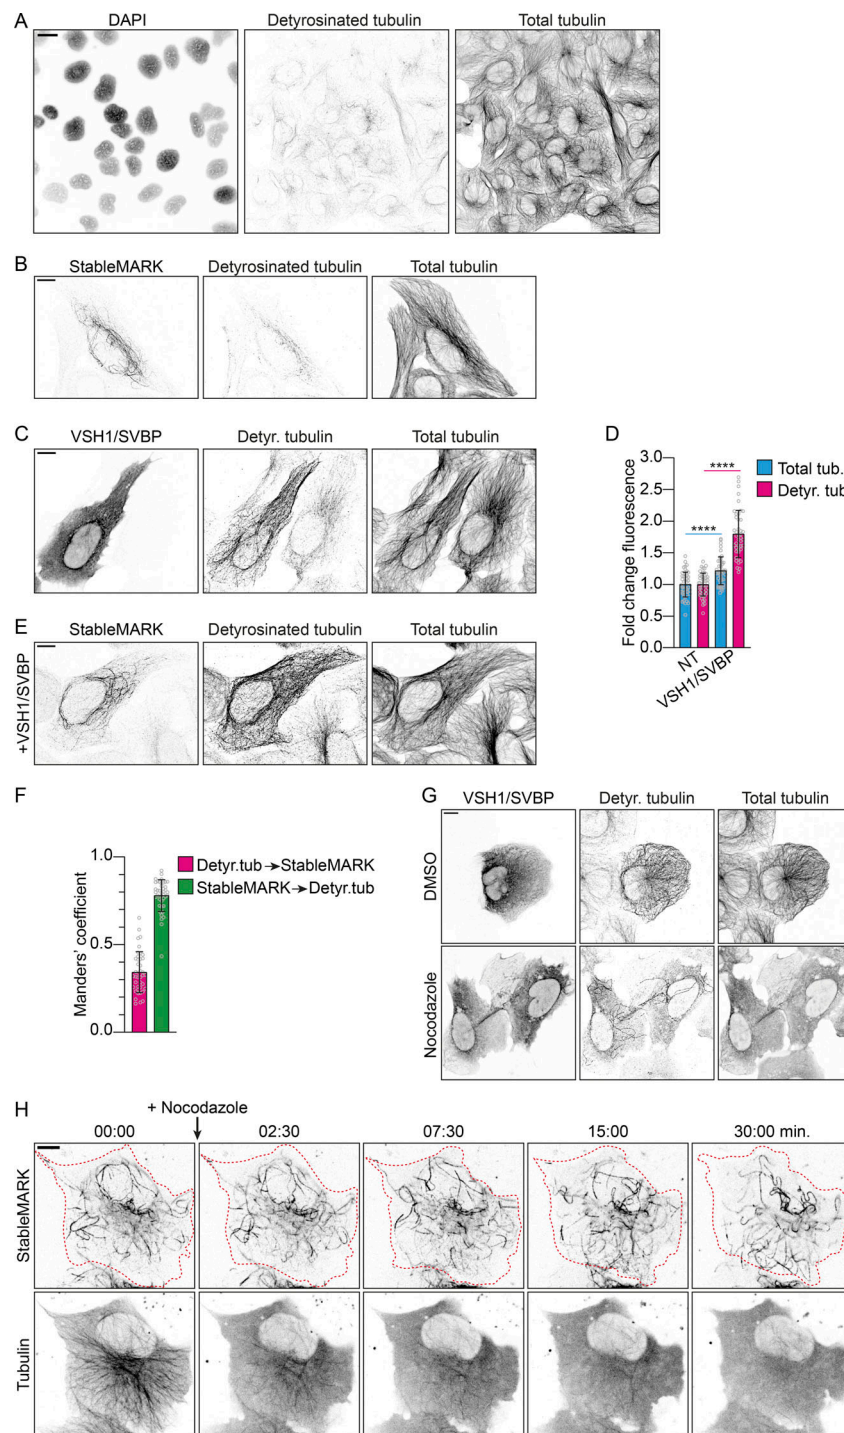 A
DAPI Detyrosinated tubulin Total tubulin
B
StableMARK Detyrosinated tubulin Total tubulin
C
VSH1/SVBP Detyr. tubulin Total tubulin
D
Fold change fluorescence
3.0
2.5
2.0
1.5
1.0
0.5
0.0
**** ****
NT
VSH1/SVBP
Total tub.
Detyr. tub
E
StableMARK Detyrosinated tubulin Total tubulin
+VSH1/SVBP
F
Manders' coefficient
1.0
0.5
0.0
Detyr.tub→StableMARK
StableMARK→Detyr.tub
G
VSH1/SVBP Detyr. tubulin Total tubulin
DMSO
Nocodazole
H
+ Nocodazole
00:00 02:30 07:30 15:00 30:00 min.
StableMARK
Tubulin